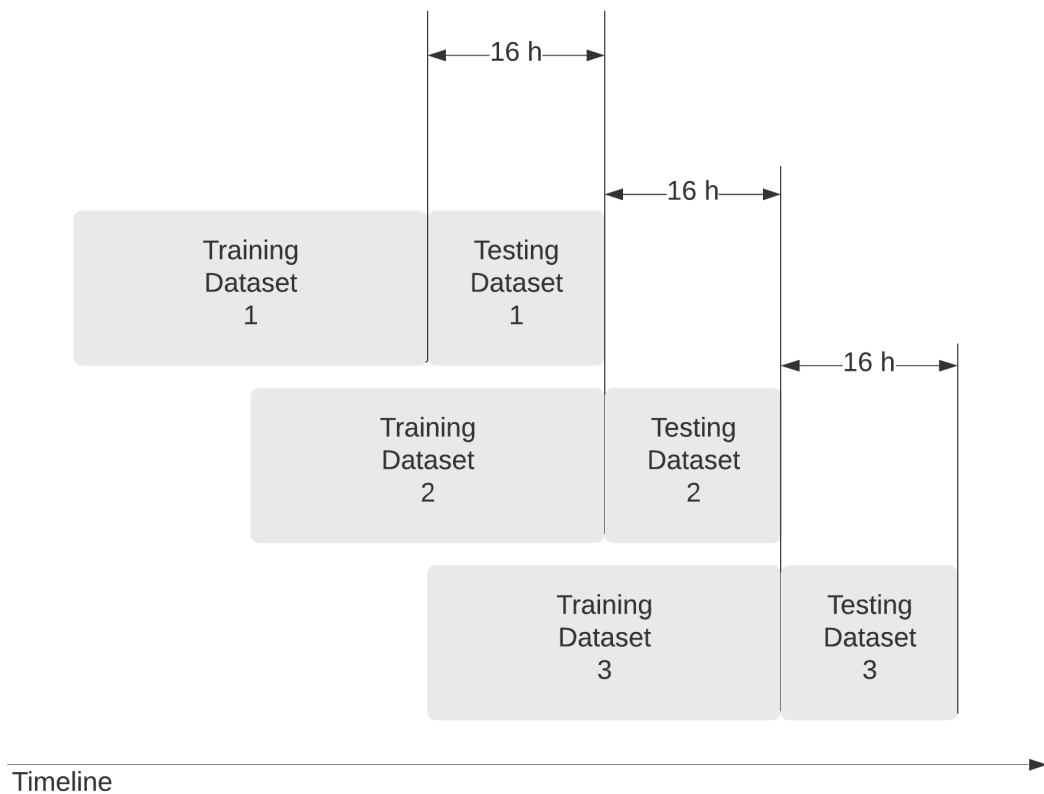 16 h
16 h
Training
Dataset
1
Testing
Dataset
1
16 h
Training
Dataset
2
Testing
Dataset
2
Training
Dataset
3
Testing
Dataset
3
Timeline